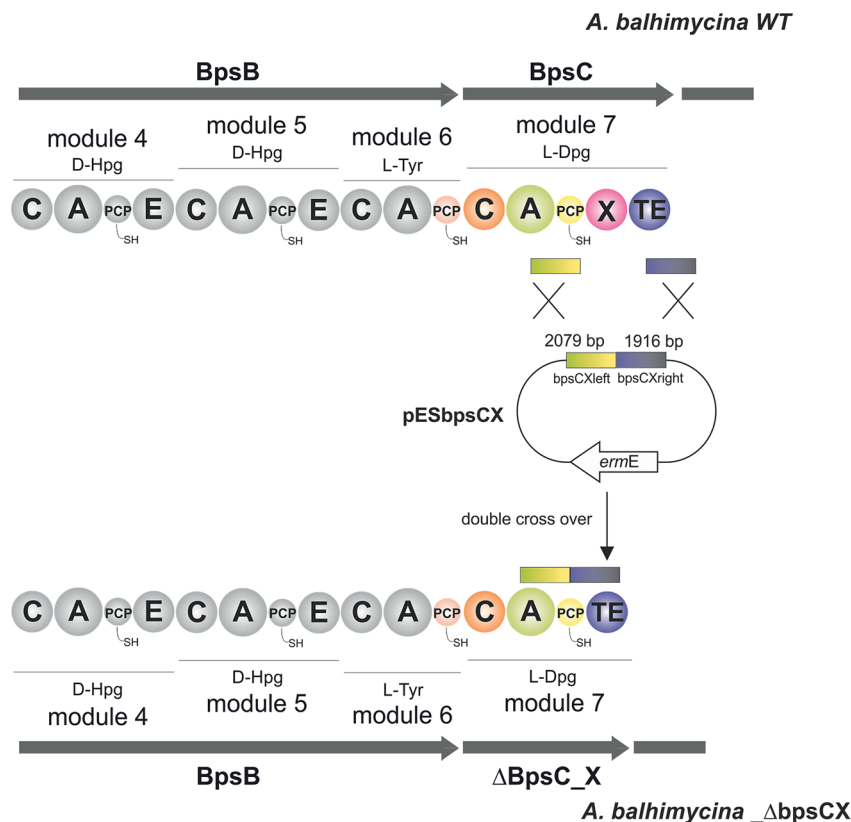 A. balhimycina WT
BpsB BpsC
module 4 module 5 module 6 module 7
D-Hpg D-Hpg L-Tyr L-Dpg
C A PCP E C A PCP E C A PCP C A PCP X TE
SH SH SH SH
2079 bp 1916 bp
bpsCXleft bpsCXright
pESbpsCX
ermE
double cross over
C A PCP E C A PCP E C A PCP C A PCP TE
SH SH SH SH
D-Hpg D-Hpg L-Tyr L-Dpg
module 4 module 5 module 6 module 7
BpsB ΔBpsC_X
A. balhimycina _ΔbpsCX